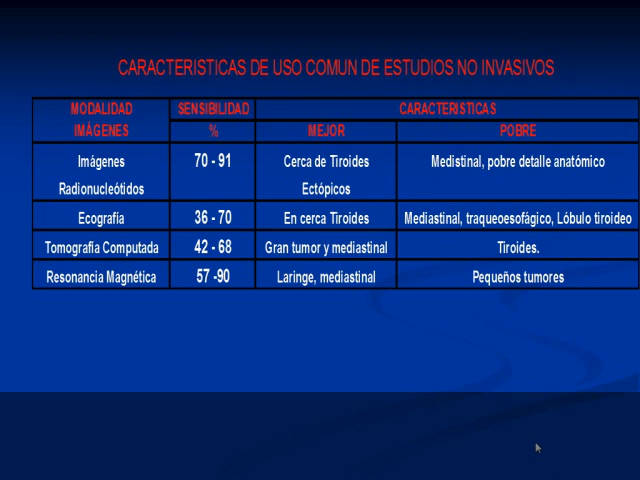 CARACTERISTICAS DE USO COMUN DE ESTUDIOS NO INVASIVOS
MODALIDAD SENSIBILIDAD CARACTERISTICAS
IMÁGENES % MEJOR POBRE
Imágenes 70 - 91 Cerca de Tiroides Medistinal, pobre detalle anatómico
Radionucleótidos Ectópicos
Ecografía 36 - 70 En cerca Tiroides Mediastinal, traqueoesofágico, Lóbulo tiroideo
Tomografia Computada 42 - 68 Gran tumor y mediastinal Tiroides.
Resonancia Magnética 57 -90 Laringe, mediastinal Pequeños tumores